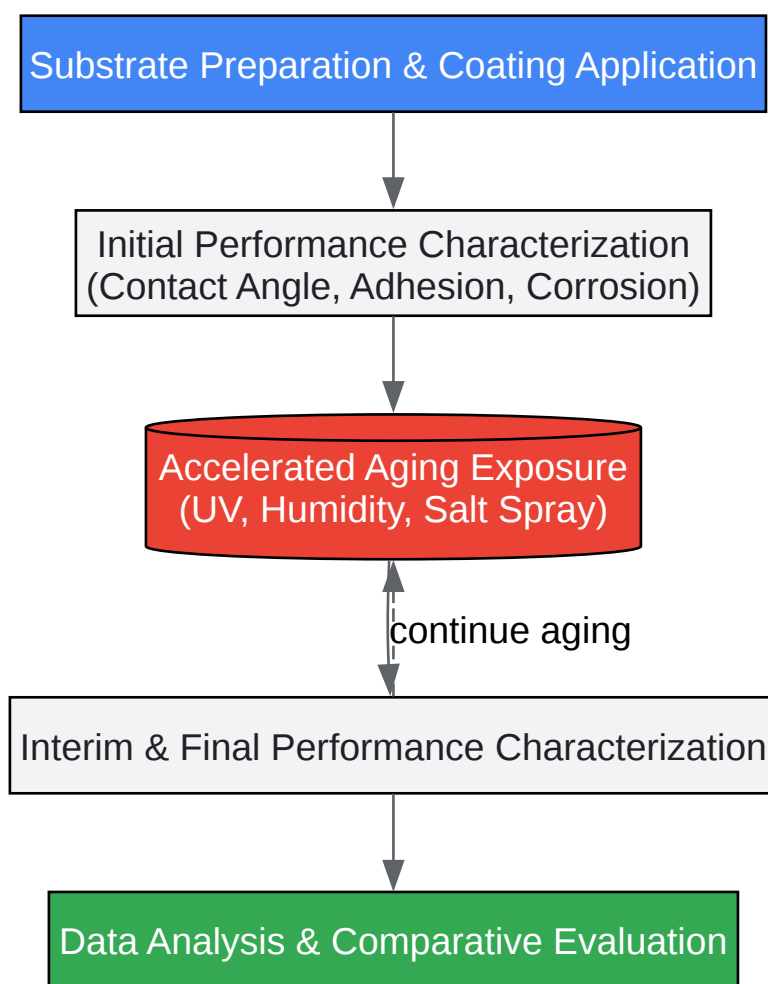 Substrate Preparation & Coating Application
Initial Performance Characterization
(Contact Angle, Adhesion, Corrosion)
Accelerated Aging Exposure
(UV, Humidity, Salt Spray)
continue aging
Interim & Final Performance Characterization
Data Analysis & Comparative Evaluation